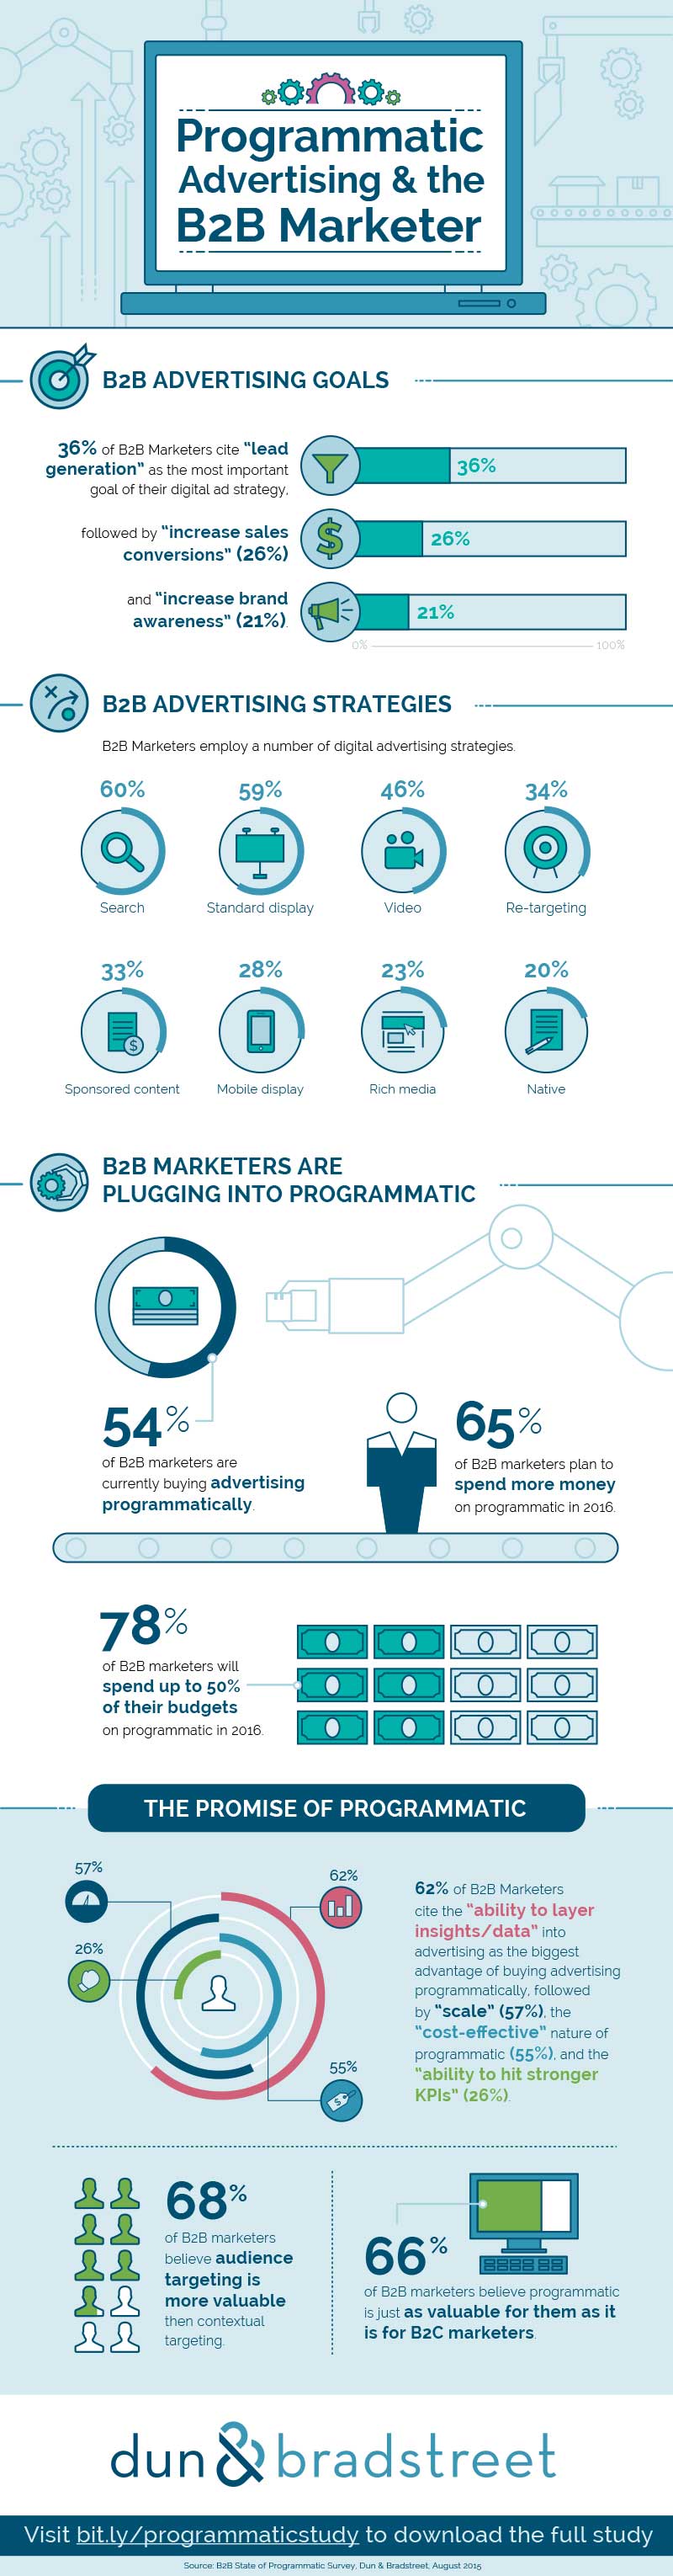 Programmatic
Advertising & the
B2B Marketer
B2B ADVERTISING GOALS
36% of B2B Marketers cite "lead
generation" as the most important
goal of their digital ad strategy,
36%
followed by "increase sales
conversions" (26%)
$
26%
and "increase brand
awareness" (21%).
21%
0%
100%
B2B ADVERTISING STRATEGIES
B2B Marketers employ a number of digital advertising strategies.
60%
59%
46%
34%
Search
Standard display
Video
Re-targeting
33%
28%
23%
20%
$
Sponsored content
Mobile display
Rich media
Native
B2B MARKETERS ARE
PLUGGING INTO PROGRAMMATIC
54%
of B2B marketers are
currently buying advertising
programmatically.
65%
of B2B marketers plan to
spend more money
on programmatic in 2016.
78%
of B2B marketers will
spend up to 50%
of their budgets
on programmatic in 2016.
THE PROMISE OF PROGRAMMATIC
57%
62%
26%
55%
$
62% of B2B Marketers
cite the "ability to layer
insights/data" into
advertising as the biggest
advantage of buying advertising
programmatically, followed
by "scale" (57%), the
"cost-effective" nature of
programmatic (55%), and the
"ability to hit stronger
KPIs" (26%).
68%
of B2B marketers
believe audience
targeting is
more valuable
then contextual
targeting.
66%
of B2B marketers believe programmatic
is just as valuable for them as it
is for B2C marketers.
dun & bradstreet
Visit bit.ly/programmaticstudy to download the full study
Source: B2B State of Programmatic Survey, Dun & Bradstreet, August 2015